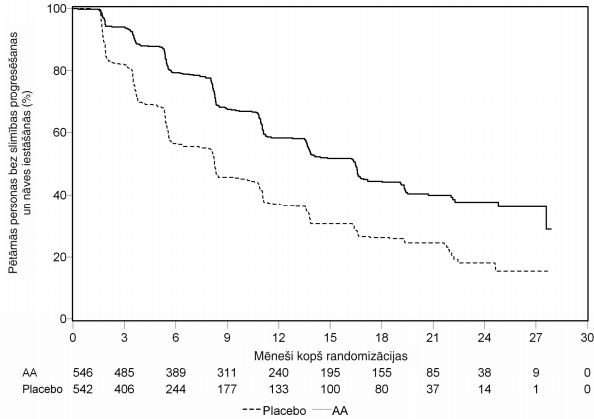 Pētāmās personas bez slimības progresēšanas
un nāves iestāšanās (%)
100
80
60
40
20
0
0 3 6 9 12 15 18 21 24 27 30
Mēneši kopš randomizācijas
AA 546 485 389 311 240 195 155 85 38 9 0
Placebo 542 406 244 177 133 100 80 37 14 1 0
Placebo AA